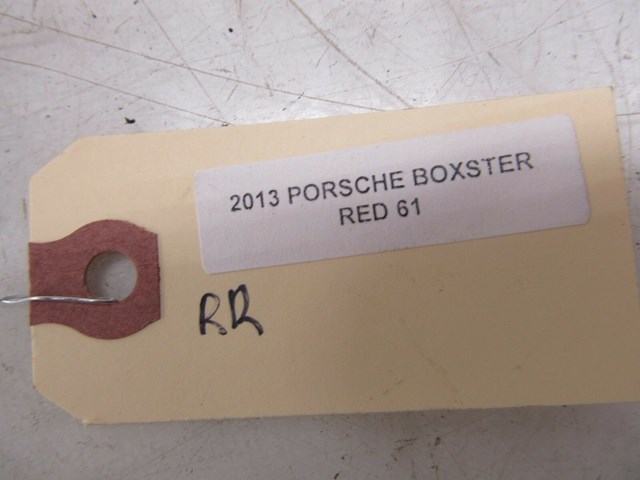 2013 PORSCHE BOXSTER
RED 61
RR